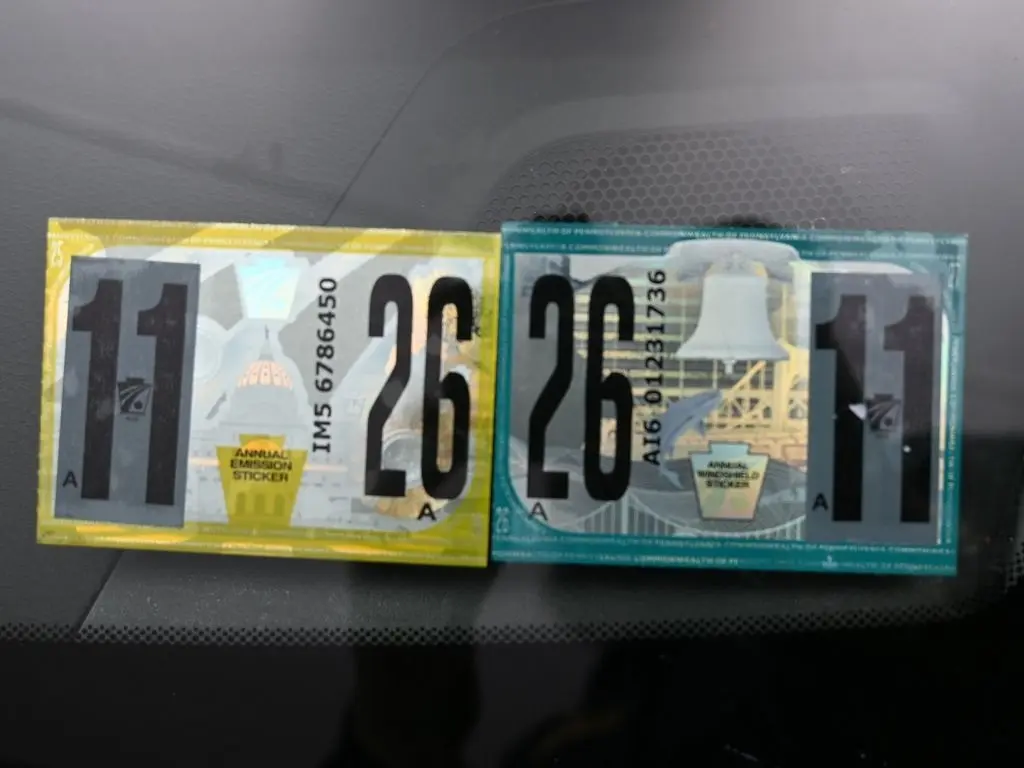 11
A
ANNUAL
EMISSION
STICKER
IM5 6786450
26
A
26
A
AI6 01231736
ANNUAL
WINDSHIELD
STICKER
11
A